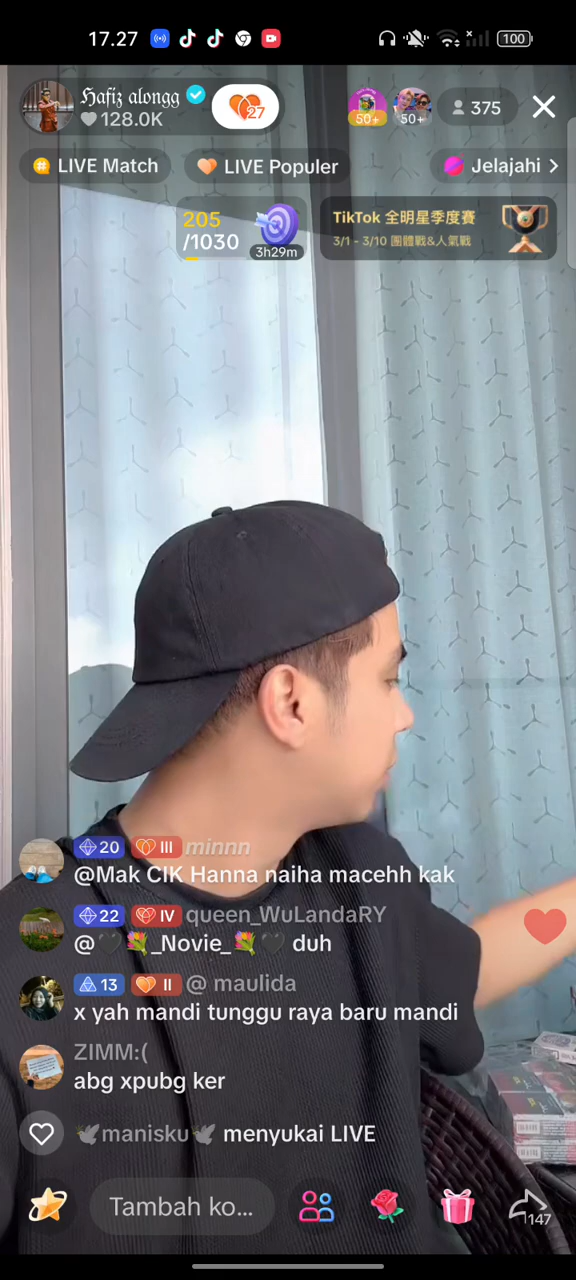 17.27
100
ℌafiz alongg
128.0K
27
50+
50+
375
LIVE Match
LIVE Populer
Jelajahi >
205
/1030
3h29m
TikTok 全明星季度賽
3/1 - 3/10 團體戰&人氣戰
20 III minnn
@Mak CIK Hanna naiha macehh kak
22 IV queen_WuLandaRY
@🖤💐_Novie_💐🖤 duh
13 II @ maulida
x yah mandi tunggu raya baru mandi
ZIMM:(
abg xpubg ker
🕊manisku🕊 menyukai LIVE
Tambah ko...
147